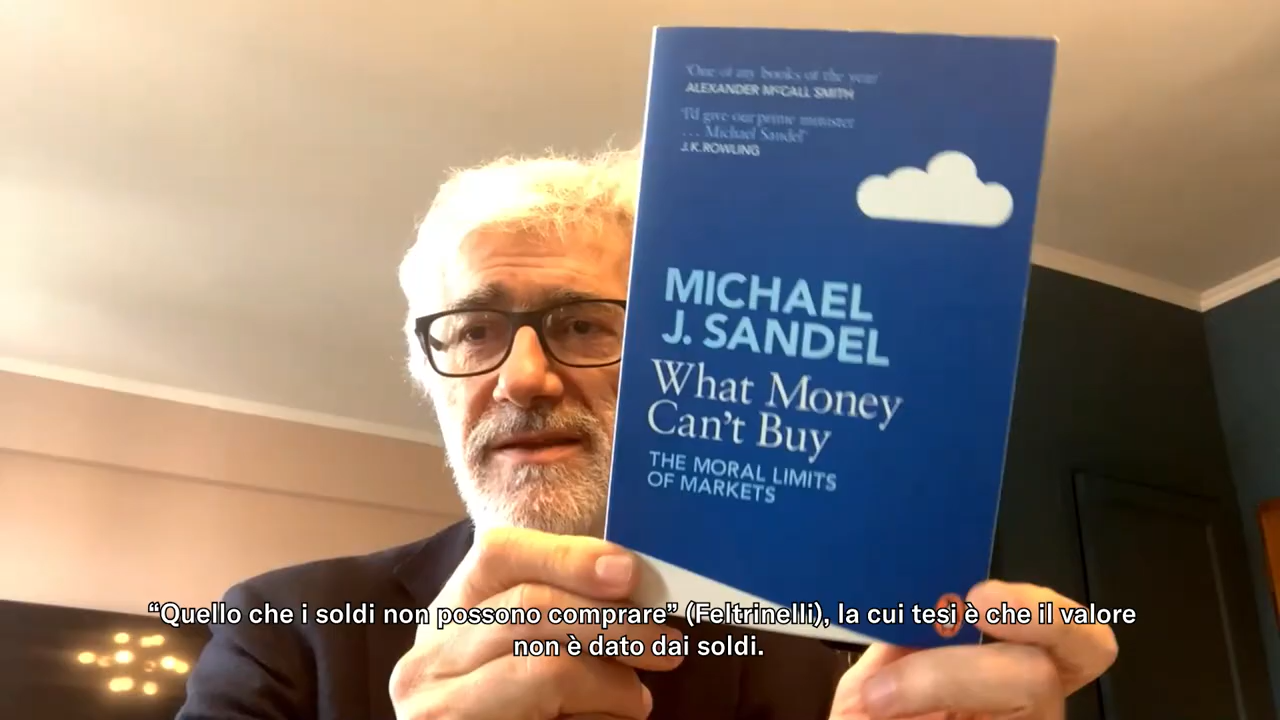 'One of my books of the year'
ALEXANDER McCALL SMITH
'I'd give our prime minister
... Michael Sandel'
J.K. ROWLING
MICHAEL
J. SANDEL
What Money
Can't Buy
THE MORAL LIMITS
OF MARKETS
“Quello che i soldi non possono comprare” (Feltrinelli), la cui tesi è che il valore
non è dato dai soldi.